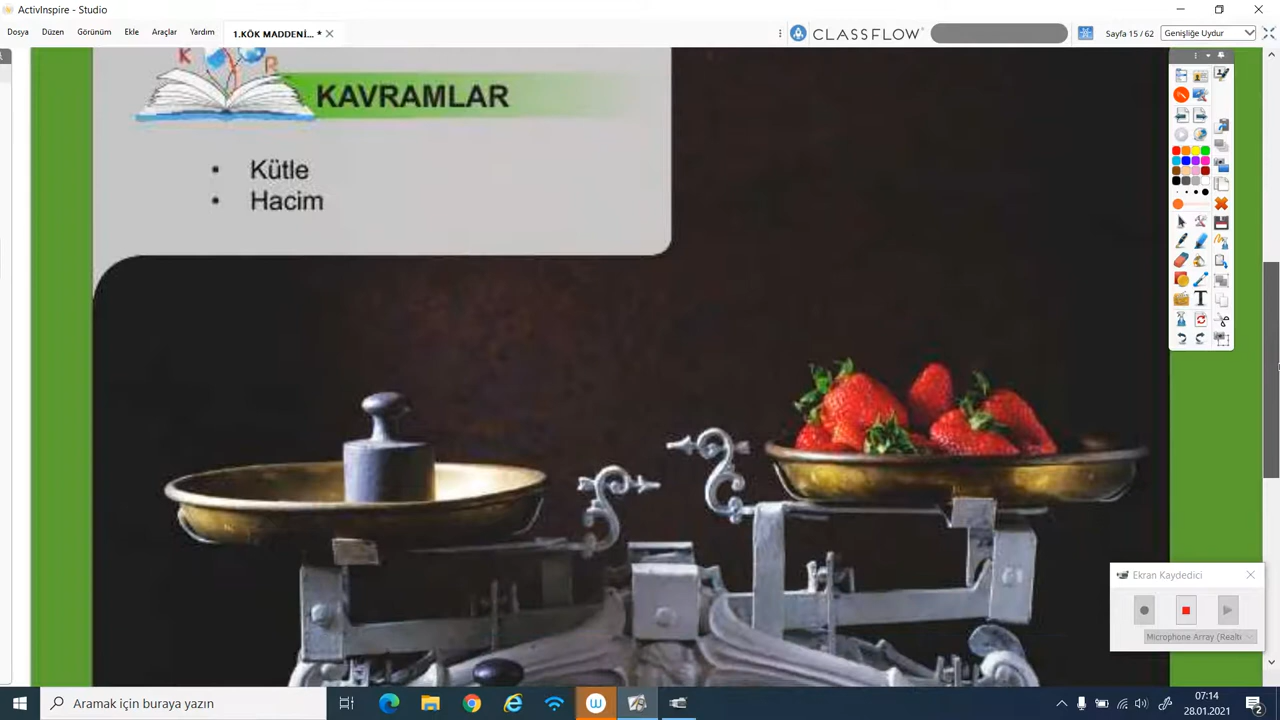 ActivInspire - Studio
Dosya Düzen Görünüm Ekle Araçlar Yardım
1.KÖK MADDENİ... *
CLASSFLOW
Sayfa 15 / 62
Genişliğe Uydur
K R
KAVRAMLAR
• Kütle
• Hacim
T
Ekran Kaydedici
Microphone Array (Realt
Aramak için buraya yazın
07:14
28.01.2021
2